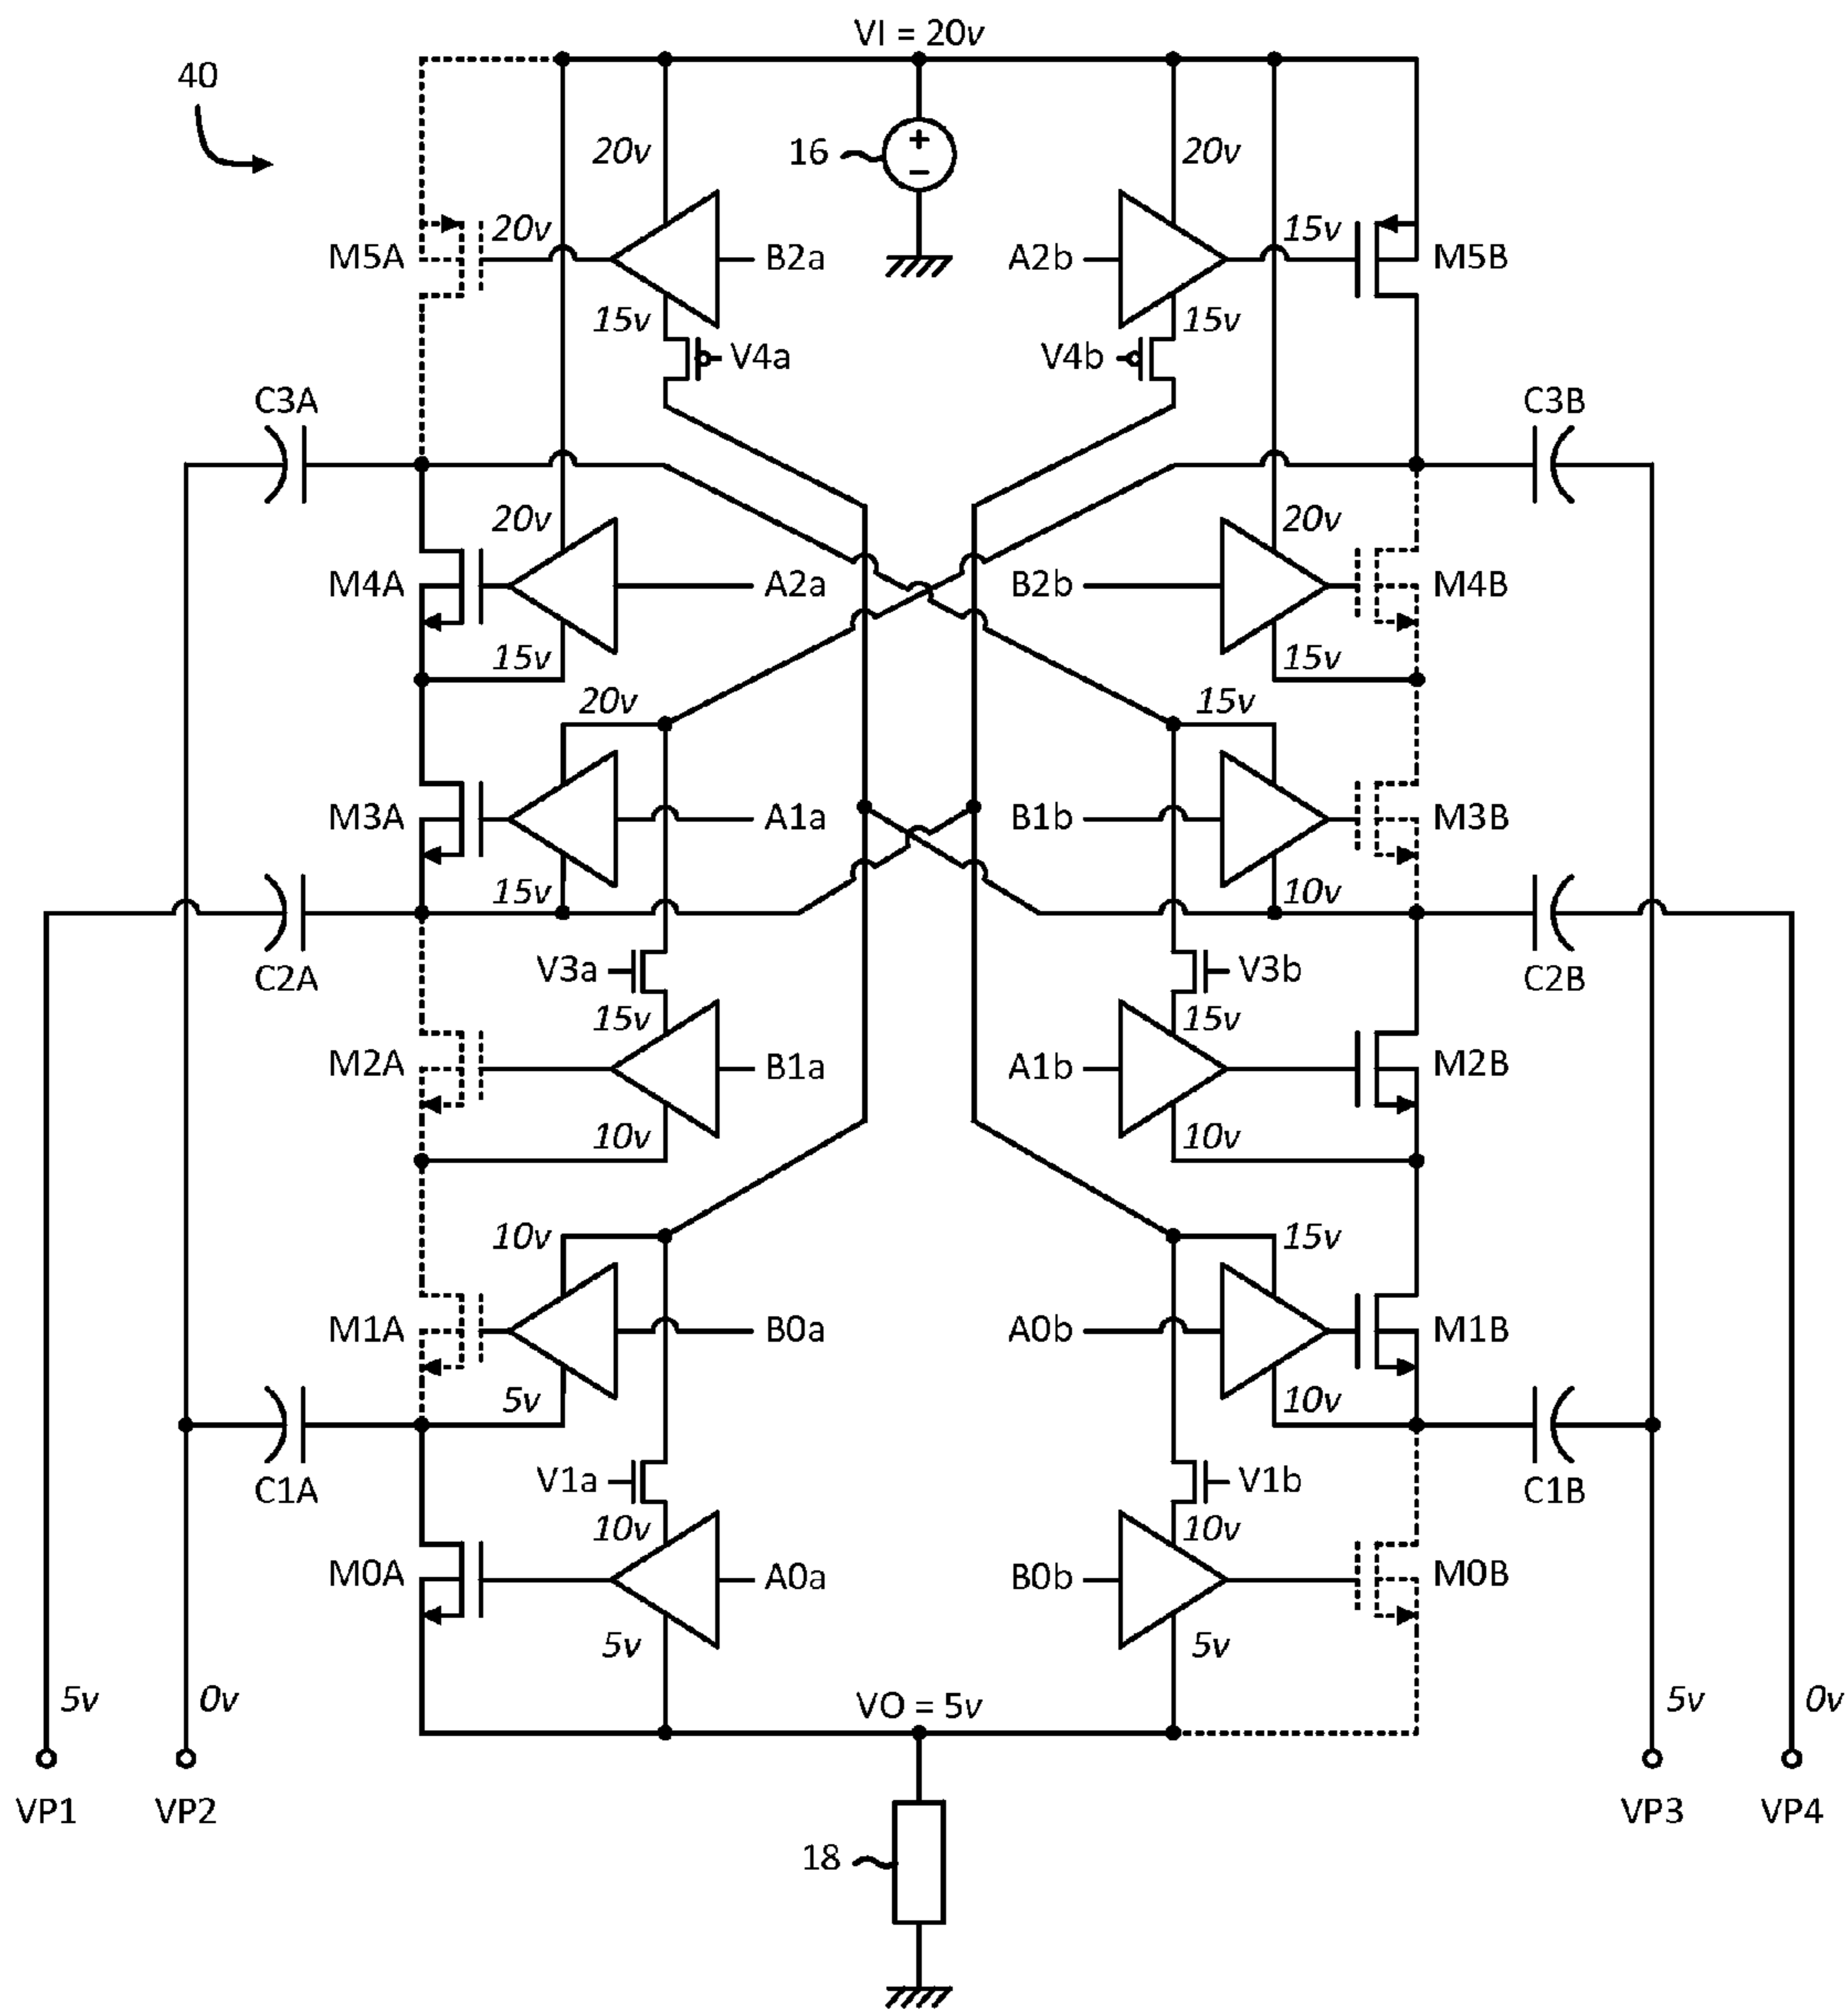 VI = 20v
40
20v
16
20v
M5A
20v
B2a
A2b
15v
M5B
15v
15v
V4a
V4b
C3A
C3B
20v
20v
M4A
A2a
B2b
M4B
15v
15v
20v
15v
M3A
A1a
B1b
M3B
15v
10v
V3a
V3b
C2A
C2B
15v
15v
M2A
B1a
A1b
M2B
10v
10v
10v
15v
M1A
B0a
A0b
M1B
5v
10v
C1A
V1a
V1b
C1B
10v
10v
M0A
A0a
B0b
M0B
5v
5v
5v
0v
VO = 5v
5v
0v
VP1
VP2
VP3
VP4
18